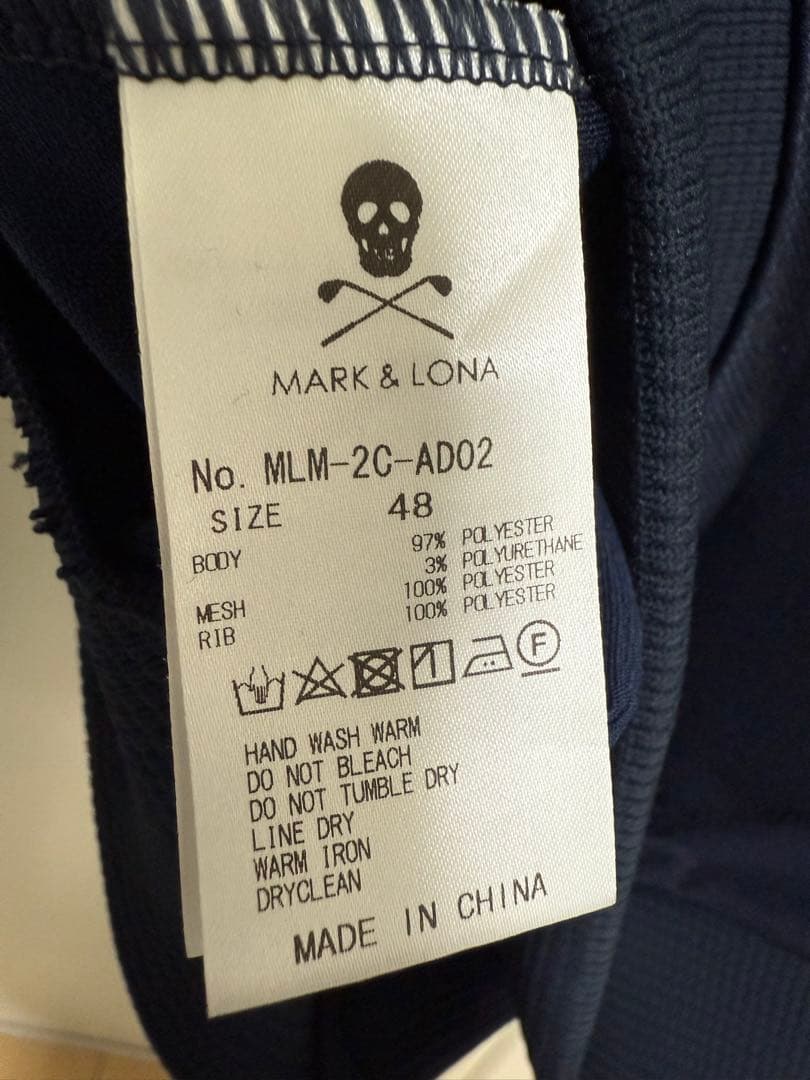 MARK & LONA
No. MLM-2C-AD02
SIZE 48
BODY 97% POLYESTER
3% POLYURETHANE
MESH 100% POLYESTER
RIB 100% POLYESTER
F
HAND WASH WARM
DO NOT BLEACH
DO NOT TUMBLE DRY
LINE DRY
WARM IRON
DRYCLEAN
MADE IN CHINA